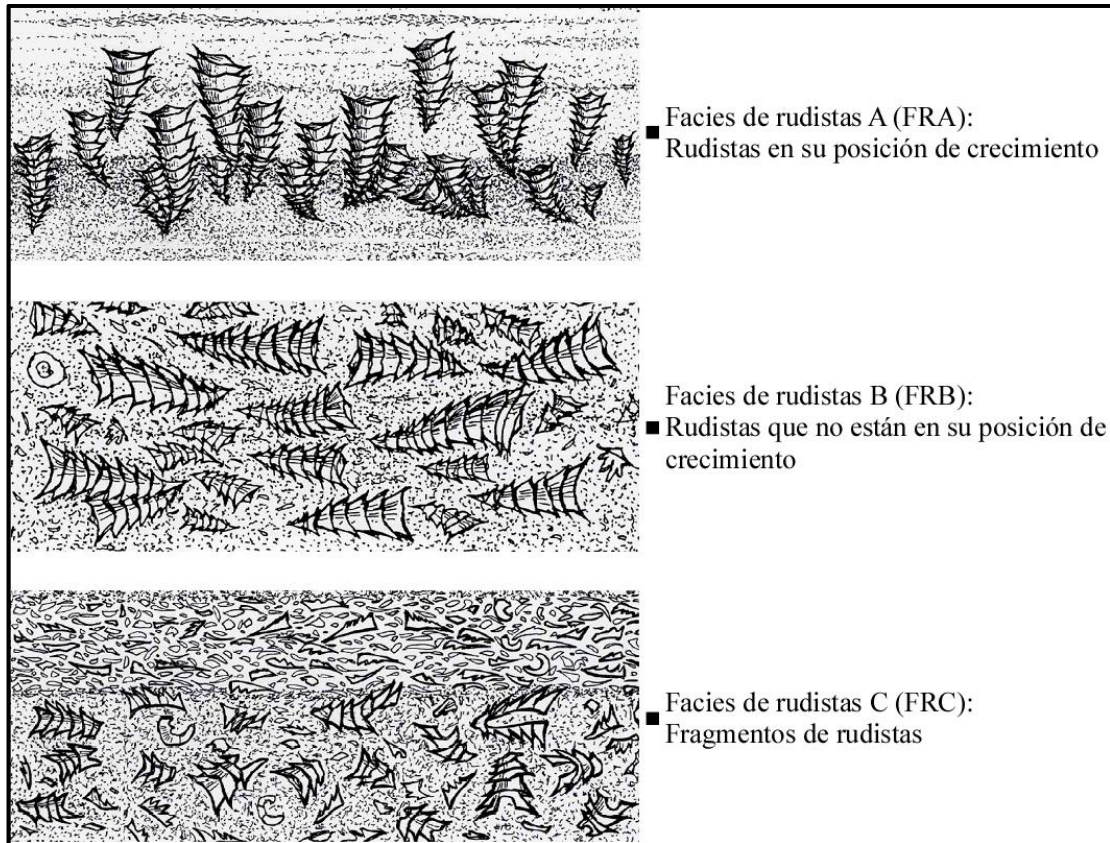 Facies de rudistas A (FRA):
Rudistas en su posición de crecimiento
Facies de rudistas B (FRB):
Rudistas que no están en su posición de
crecimiento
Facies de rudistas C (FRC):
Fragmentos de rudistas